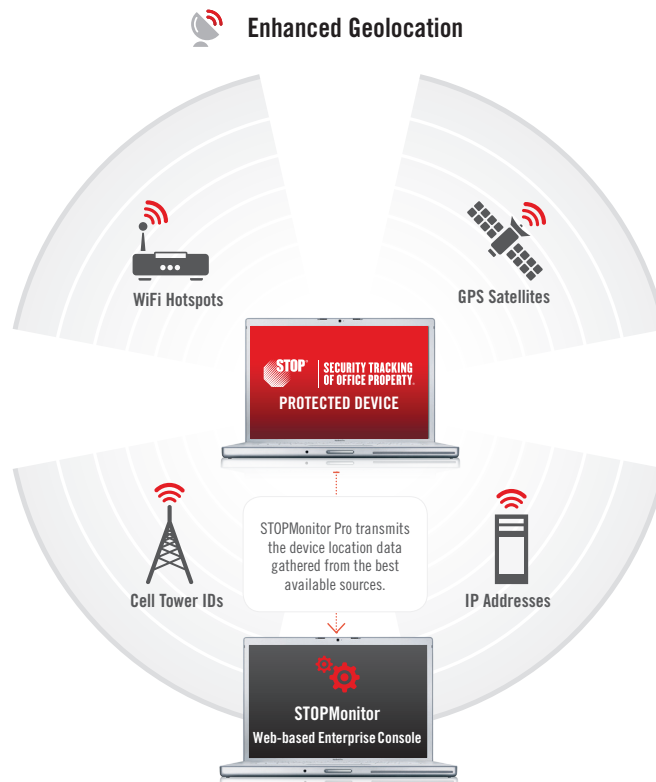 Enhanced Geolocation
WiFi Hotspots
GPS Satellites
STOP®
SECURITY TRACKING
OF OFFICE PROPERTY.
PROTECTED DEVICE
STOPMonitor Pro transmits
the device location data
gathered from the best
available sources.
Cell Tower IDs
IP Addresses
STOPMonitor
Web-based Enterprise Console